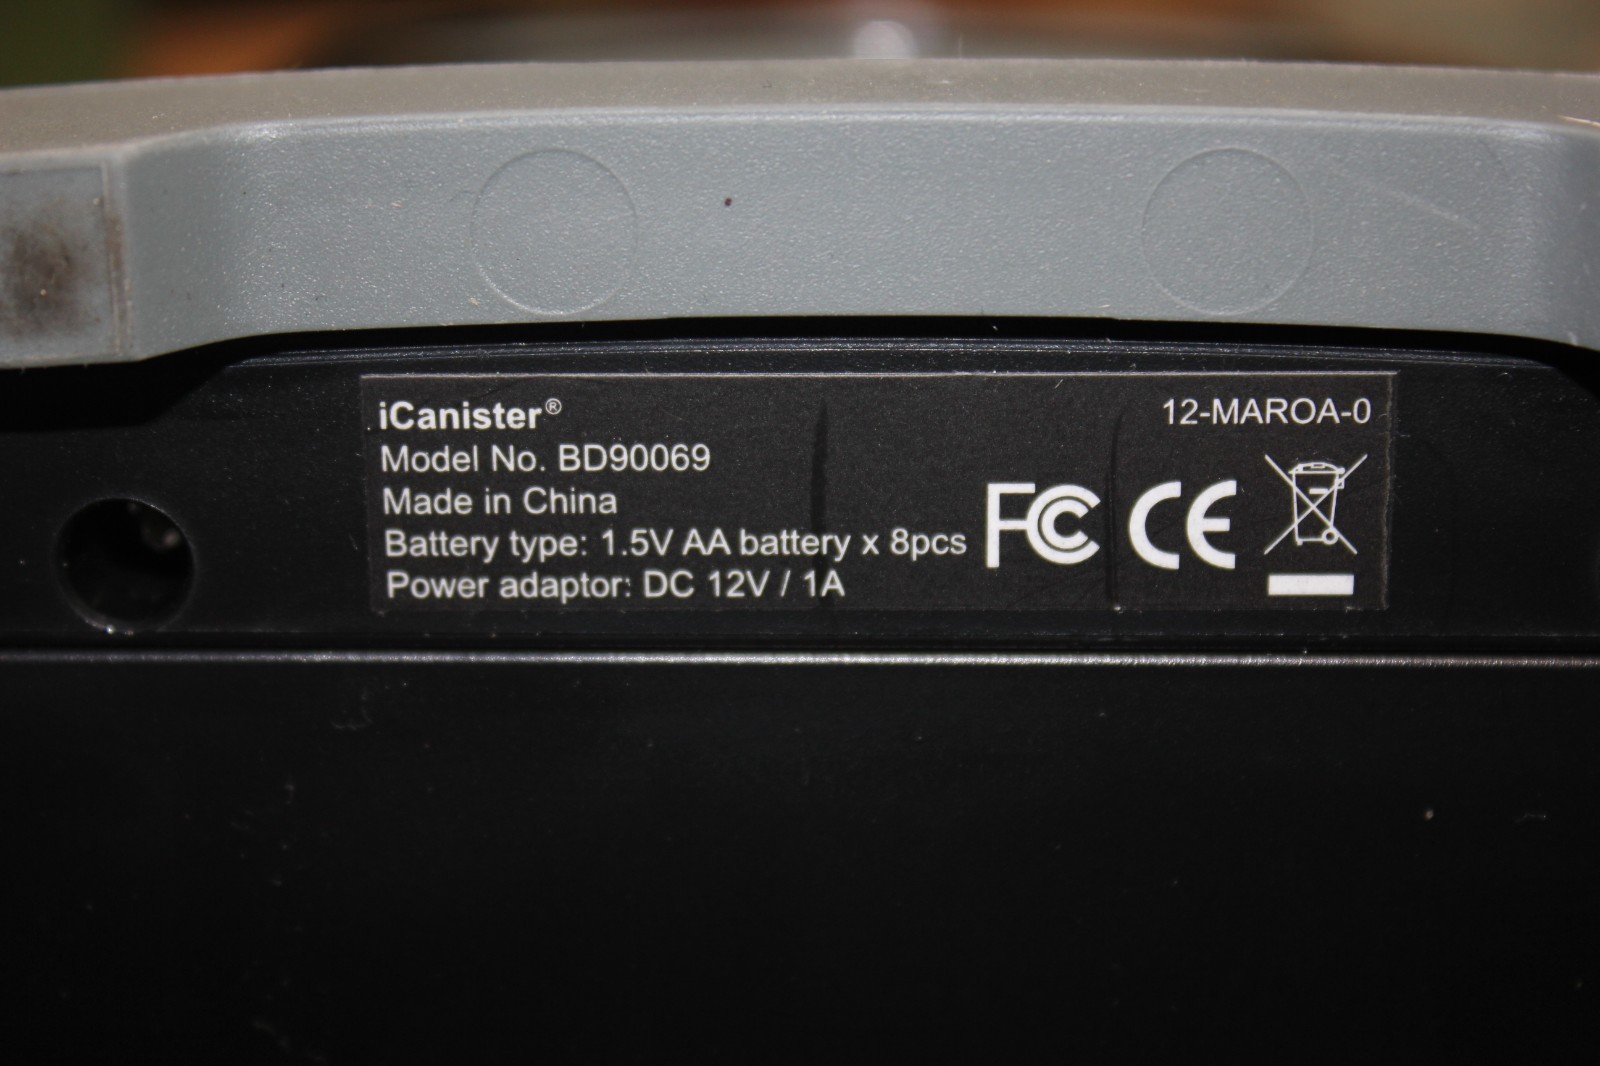 iCanister®
12-MAROA-0
Model No. BD90069
Made in China
Battery type: 1.5V AA battery x 8pcs
Power adaptor: DC 12V / 1A
FC CE